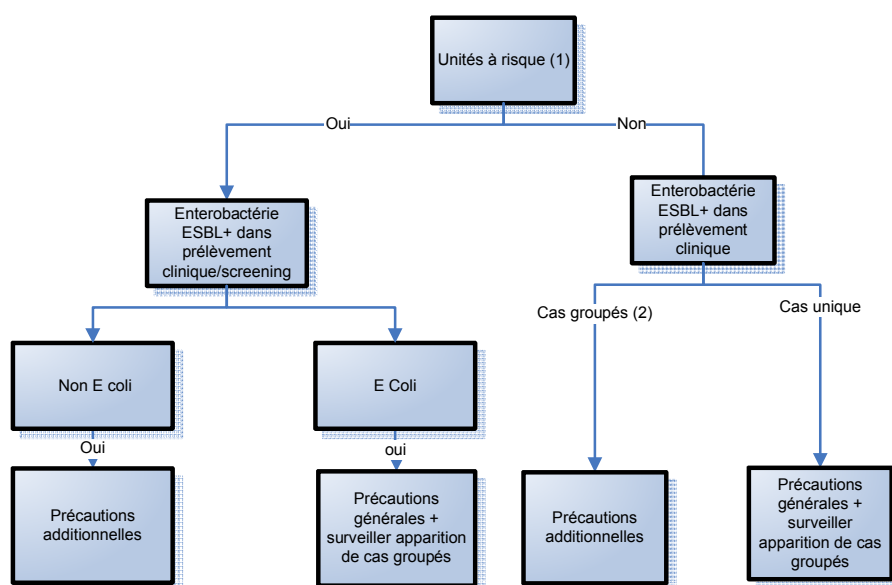 Unités à risque (1)
Oui
Non
Enterobactérie
ESBL+ dans
prélèvement
clinique/screening
Enterobactérie
ESBL+ dans
prélèvement
clinique
Cas groupés (2)
Cas unique
Non E coli
E Coli
Oui
oui
Précautions
additionnelles
Précautions
générales +
surveiller apparition
de cas groupés
Précautions
additionnelles
Précautions
générales +
surveiller
apparition de cas
groupés